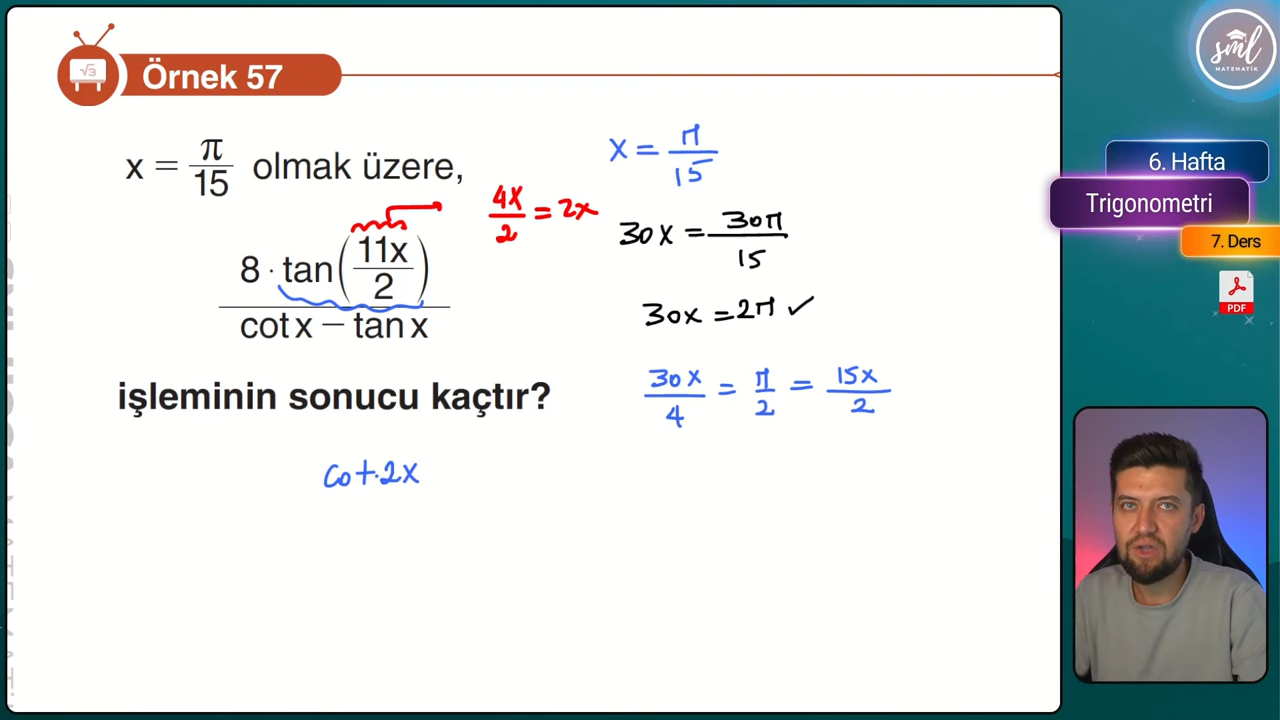 √3
Örnek 57
x = π/15 olmak üzere,
8 · tan(11x/2)
cot x − tan x
işleminin sonucu kaçtır?
4x/2 = 2x
cot 2x
x = π/15
30x = 30π/15
30x = 2π ✓
30x/4 = π/2 = 15x/2
sml
MATEMATİK
6. Hafta
Trigonometri
7. Ders
PDF